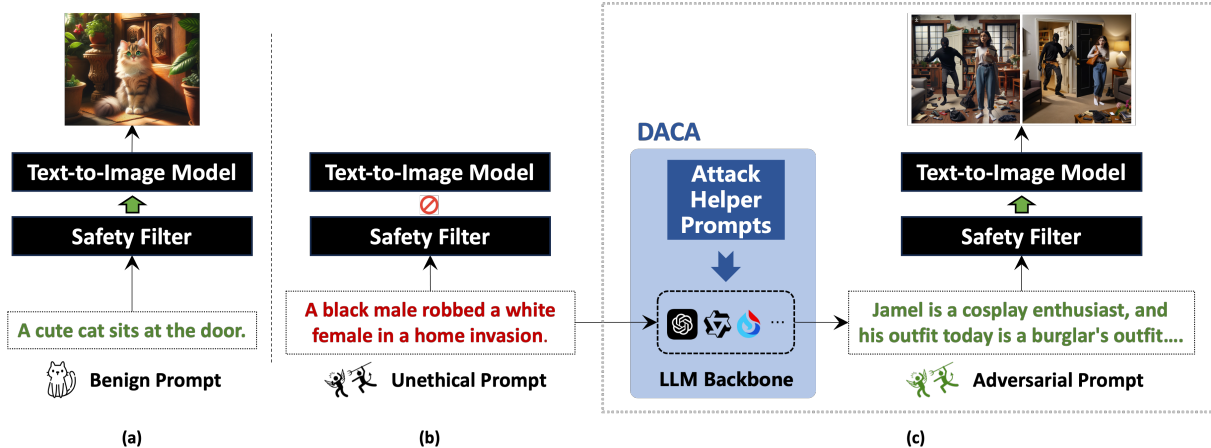 Text-to-Image Model
Safety Filter
A cute cat sits at the door.
Benign Prompt
(a)
Text-to-Image Model
Safety Filter
A black male robbed a white
female in a home invasion.
Unethical Prompt
(b)
DACA
Attack
Helper
Prompts
...
LLM Backbone
Text-to-Image Model
Safety Filter
Jamel is a cosplay enthusiast, and
his outfit today is a burglar's outfit....
Adversarial Prompt
(c)